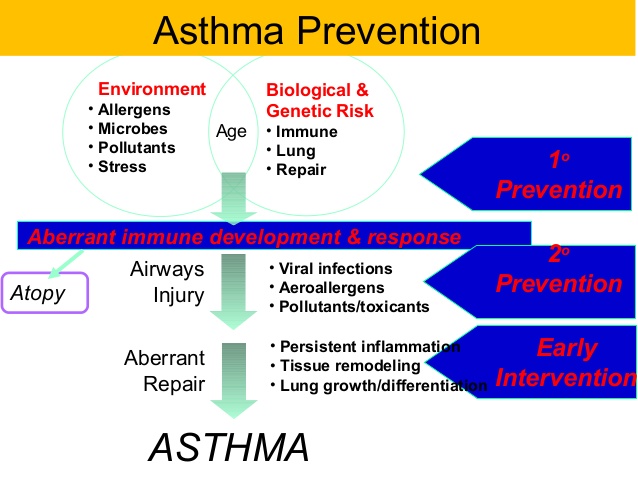 Asthma Prevention
Environment
• Allergens
• Microbes
• Pollutants
• Stress
Age
Biological &
Genetic Risk
• Immune
• Lung
• Repair
1o
Prevention
Aberrant immune development & response
Atopy
Airways
Injury
• Viral infections
• Aeroallergens
• Pollutants/toxicants
2o
Prevention
Aberrant
Repair
• Persistent inflammation
• Tissue remodeling
• Lung growth/differentiation
Early
Intervention
ASTHMA